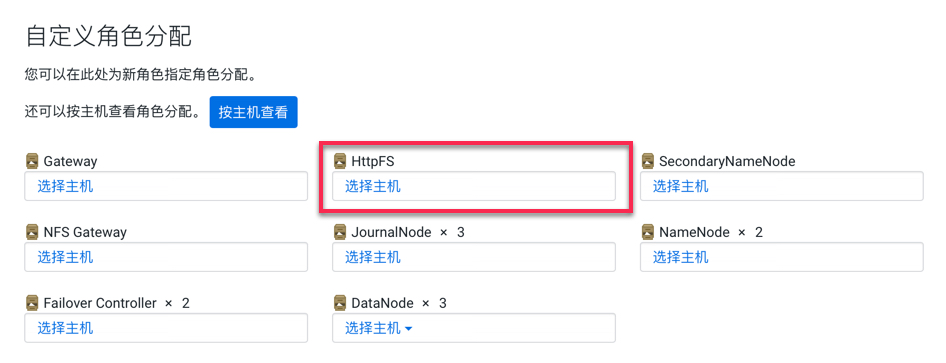 自定义角色分配
您可以在此处为新角色指定角色分配。
还可以按主机查看角色分配。 按主机查看
Gateway HttpFS SecondaryNameNode
选择主机 选择主机 选择主机
NFS Gateway JournalNode × 3 NameNode × 2
选择主机 选择主机 选择主机
Failover Controller × 2 DataNode × 3
选择主机 选择主机